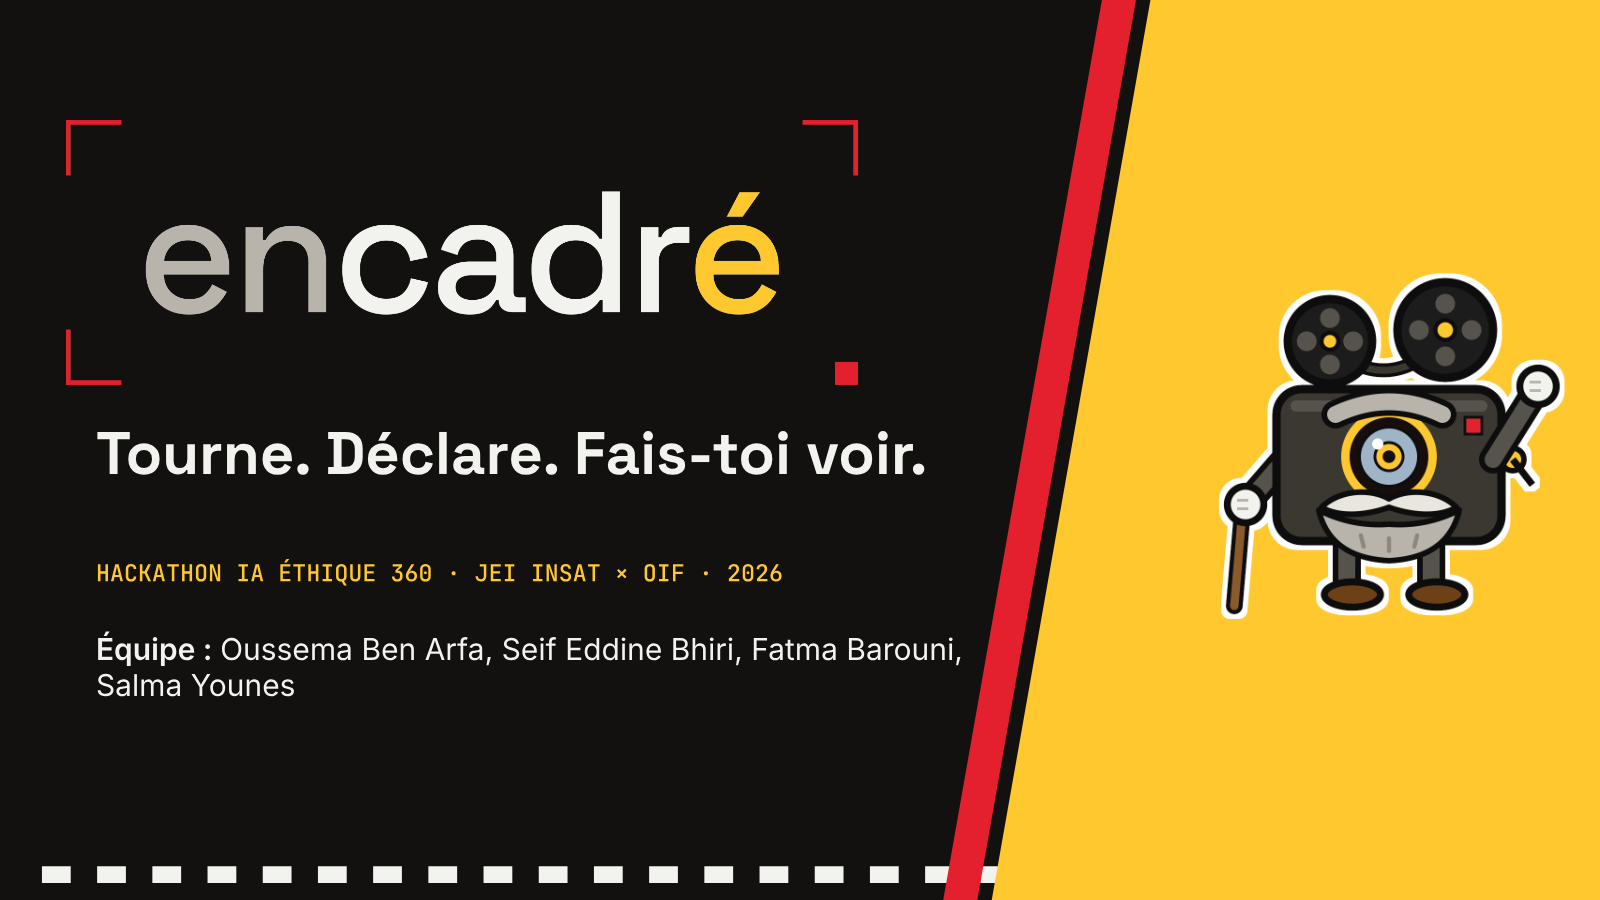 encadré
Tourne. Déclare. Fais-toi voir.
HACKATHON IA ÉTHIQUE 360 · JEI INSAT × OIF · 2026
Équipe : Oussema Ben Arfa, Seif Eddine Bhiri, Fatma Barouni,
Salma Younes